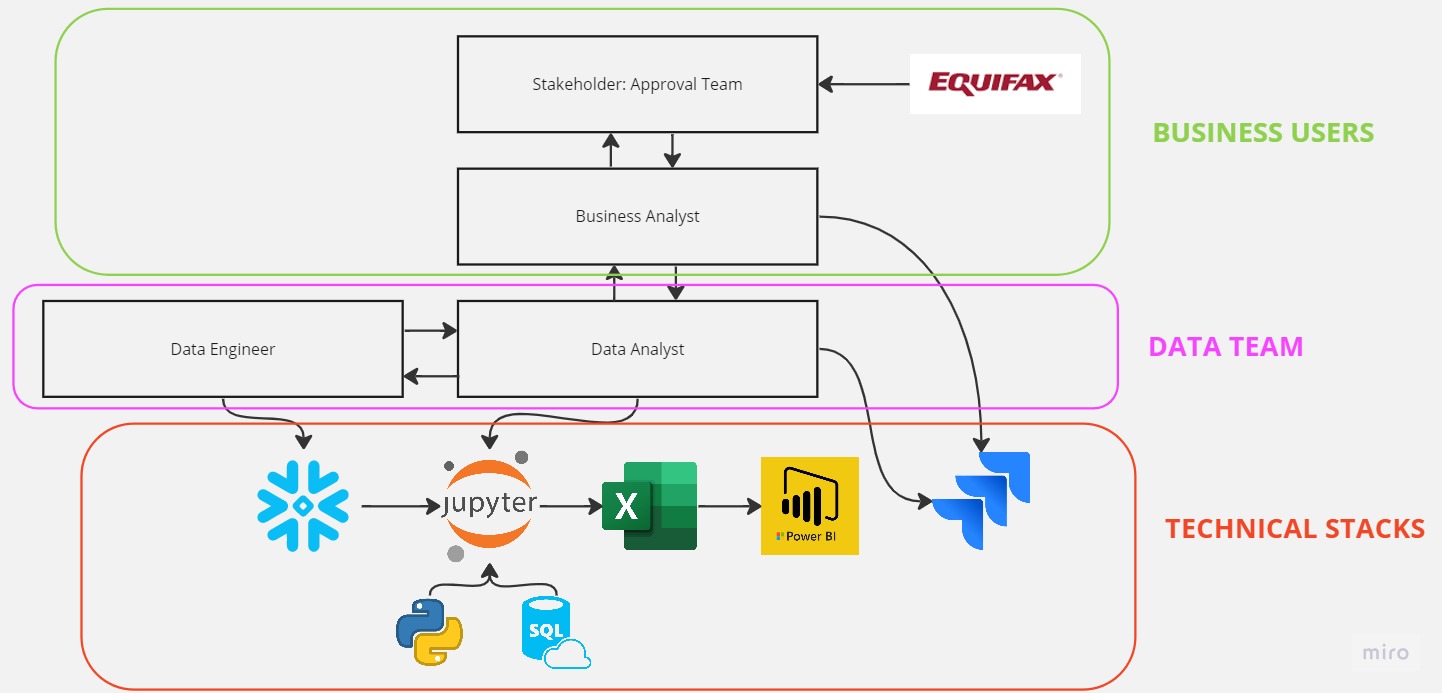 Stakeholder: Approval Team
EQUIFAX
BUSINESS USERS
Business Analyst
Data Engineer
Data Analyst
DATA TEAM
jupyter
X
Power BI
TECHNICAL STACKS
SQL
miro